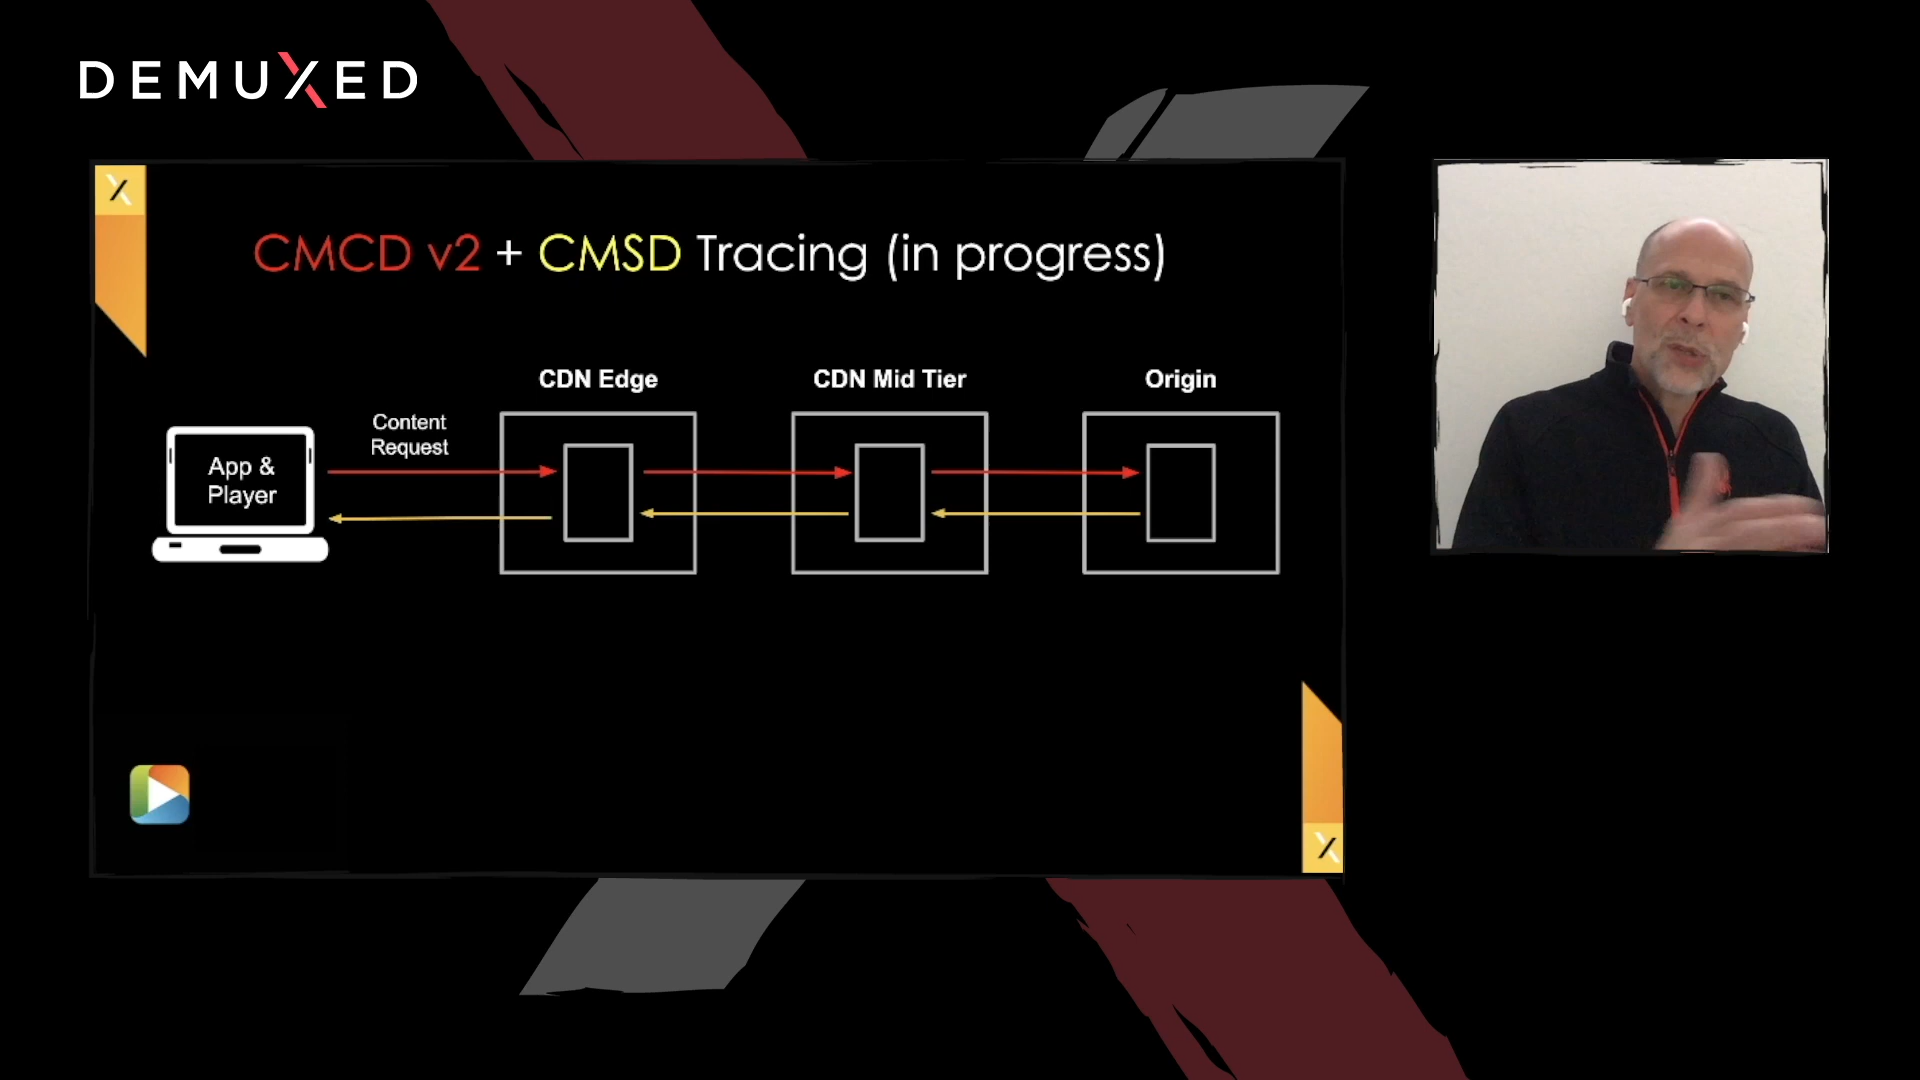 DEMUXED
CMCD v2 + CMSD Tracing (in progress)
CDN Edge
CDN Mid Tier
Origin
Content
Request
App &
Player